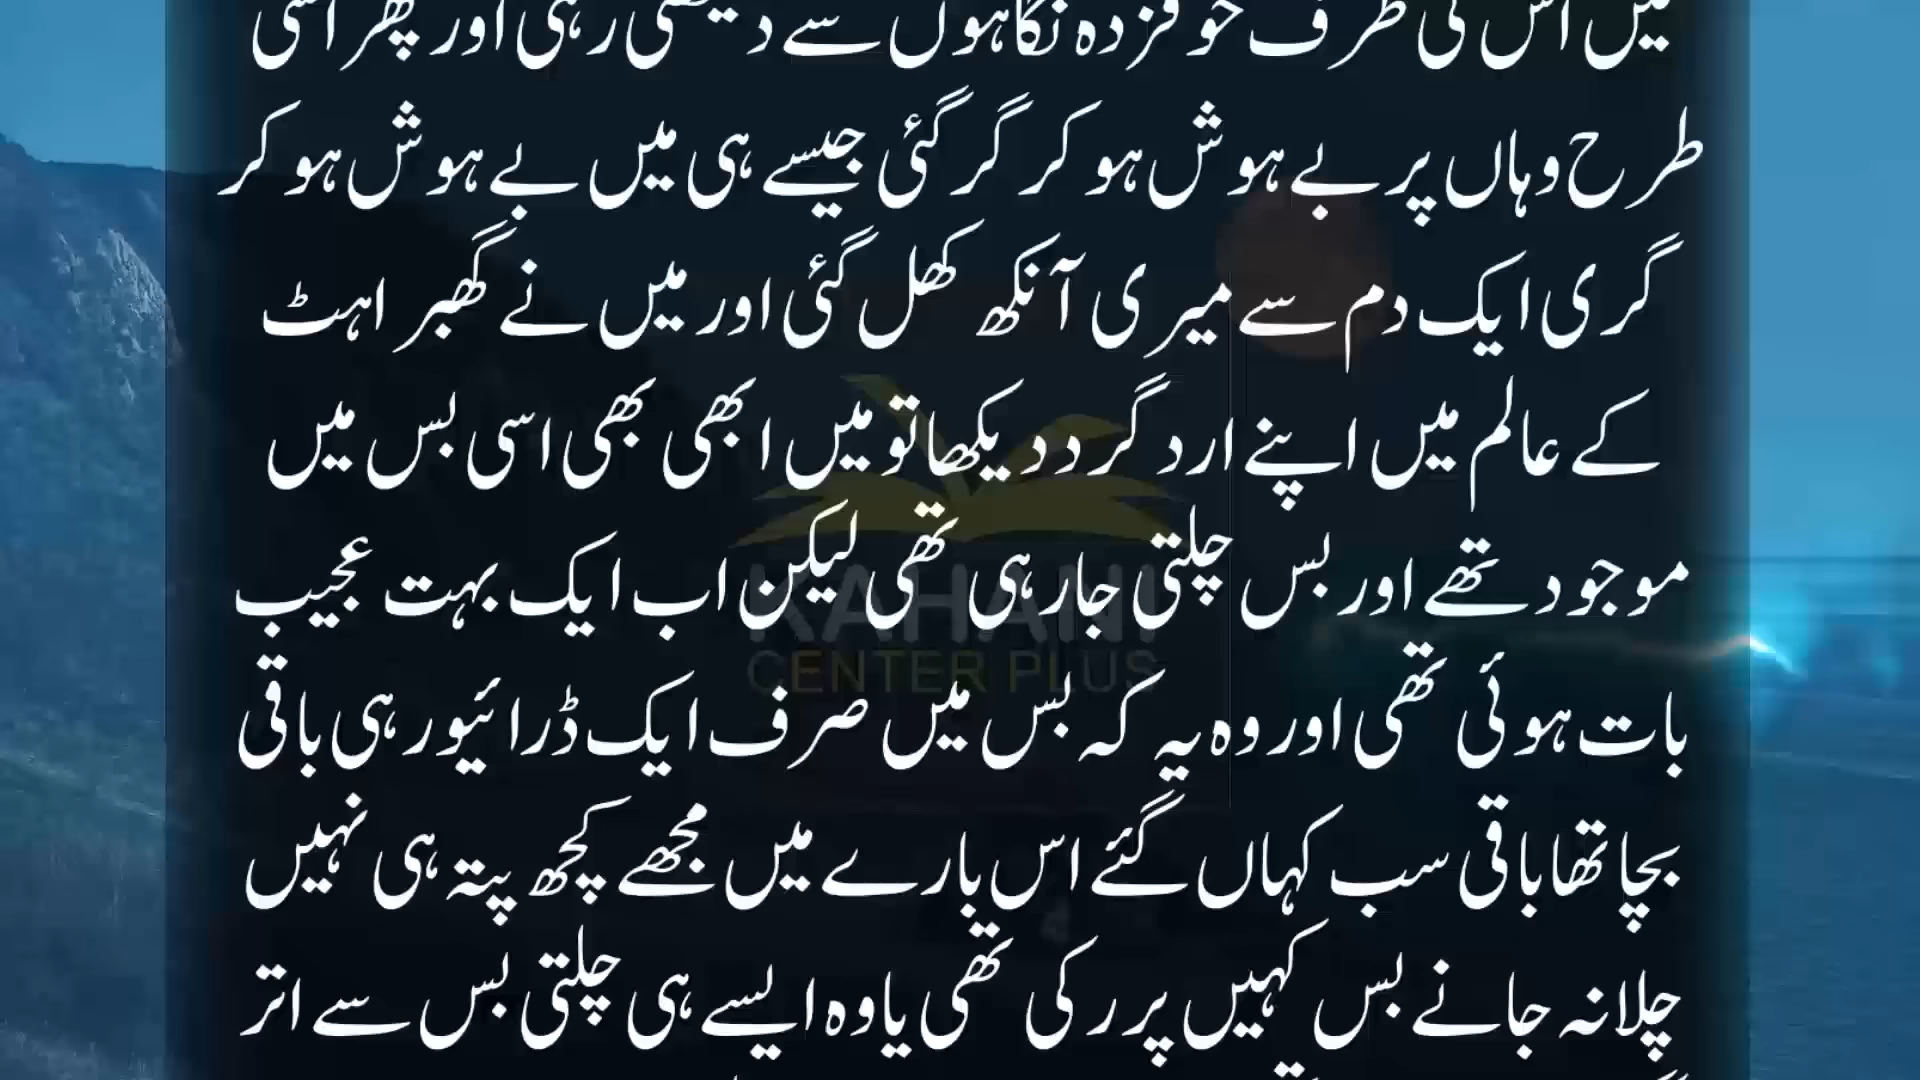 میں اس کی طرف خوفزدہ نگاہوں سے دیکھتی رہی اور پھر اسی
طرح وہاں پر بے ہوش ہو کر گر گئی جیسے ہی میں بے ہوش ہو کر
گری ایک دم سے میری آنکھ کھل گئی اور میں نے گھبراہٹ
کے عالم میں اپنے ارد گرد دیکھا تو میں ابھی بھی اسی بس میں
موجود تھے اور بس چلتی جا رہی تھی لیکن اب ایک بہت عجیب
بات ہوئی تھی اور وہ یہ کہ بس میں صرف ایک ڈرائیور ہی باقی
بچا تھا باقی سب کہاں گئے اس بارے میں مجھے کچھ پتہ ہی نہیں
چلا نہ جانے بس کہیں پر رکی تھی یا وہ ایسے ہی چلتی بس سے اتر
KAHANI
CENTER PLUS